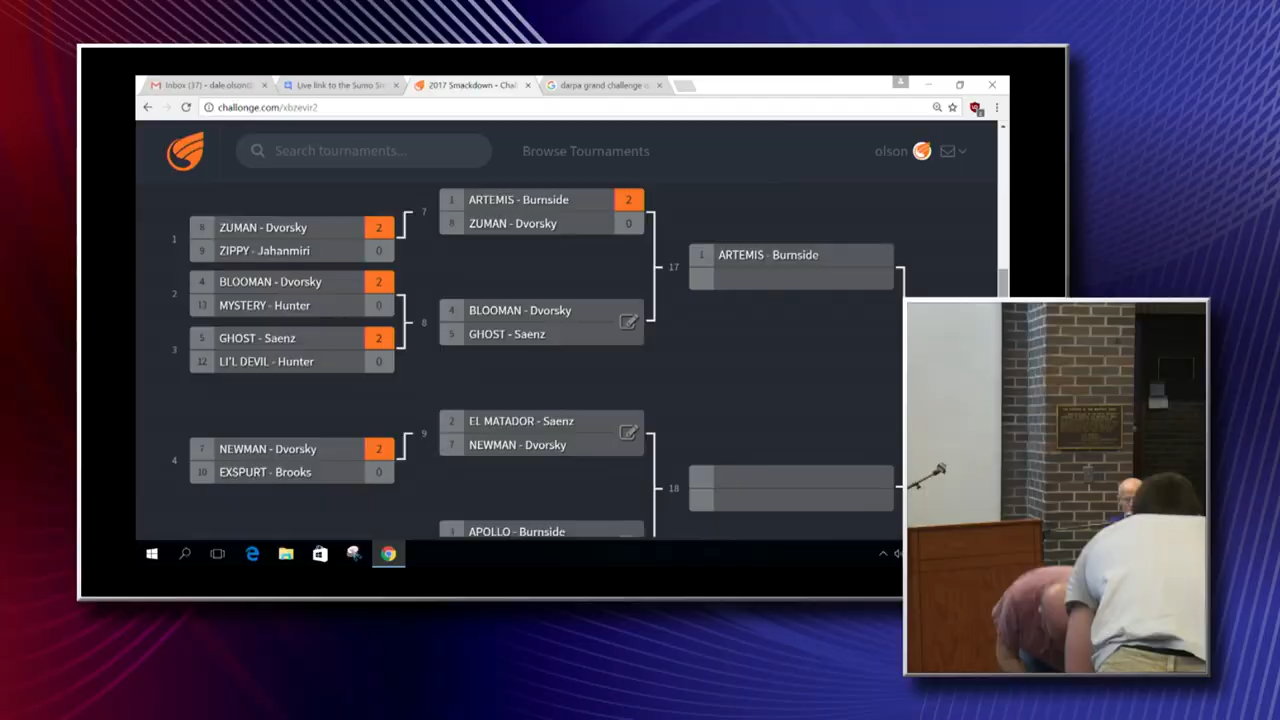 Inbox (37) - dale.olson@
Live link to the Sumo Sm
2017 Smackdown - Chal
darpa grand challenge o
challonge.com/xbzevir2
Search tournaments...
Browse Tournaments
olson
7
1 ARTEMIS - Burnside 2
8 ZUMAN - Dvorsky 0
1
8 ZUMAN - Dvorsky 2
9 ZIPPY - Jahanmiri 0
17
1 ARTEMIS - Burnside
2
4 BLOOMAN - Dvorsky 2
13 MYSTERY - Hunter 0
8
4 BLOOMAN - Dvorsky
5 GHOST - Saenz
3
5 GHOST - Saenz 2
12 LI'L DEVIL - Hunter 0
9
2 EL MATADOR - Saenz
7 NEWMAN - Dvorsky
4
7 NEWMAN - Dvorsky 2
10 EXSPURT - Brooks 0
18
3 APOLLO - Burnside